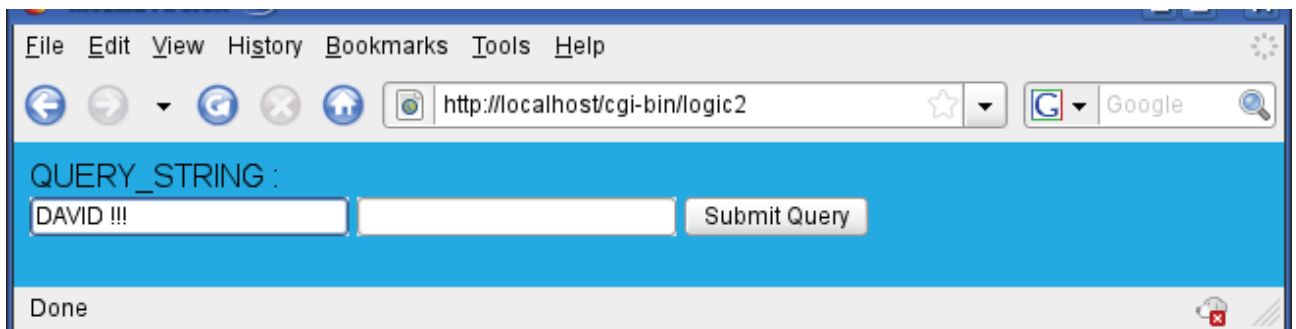 File Edit View History Bookmarks Tools Help
http://localhost/cgi-bin/logic2 G Google
QUERY_STRING :
DAVID !!! Submit Query
Done